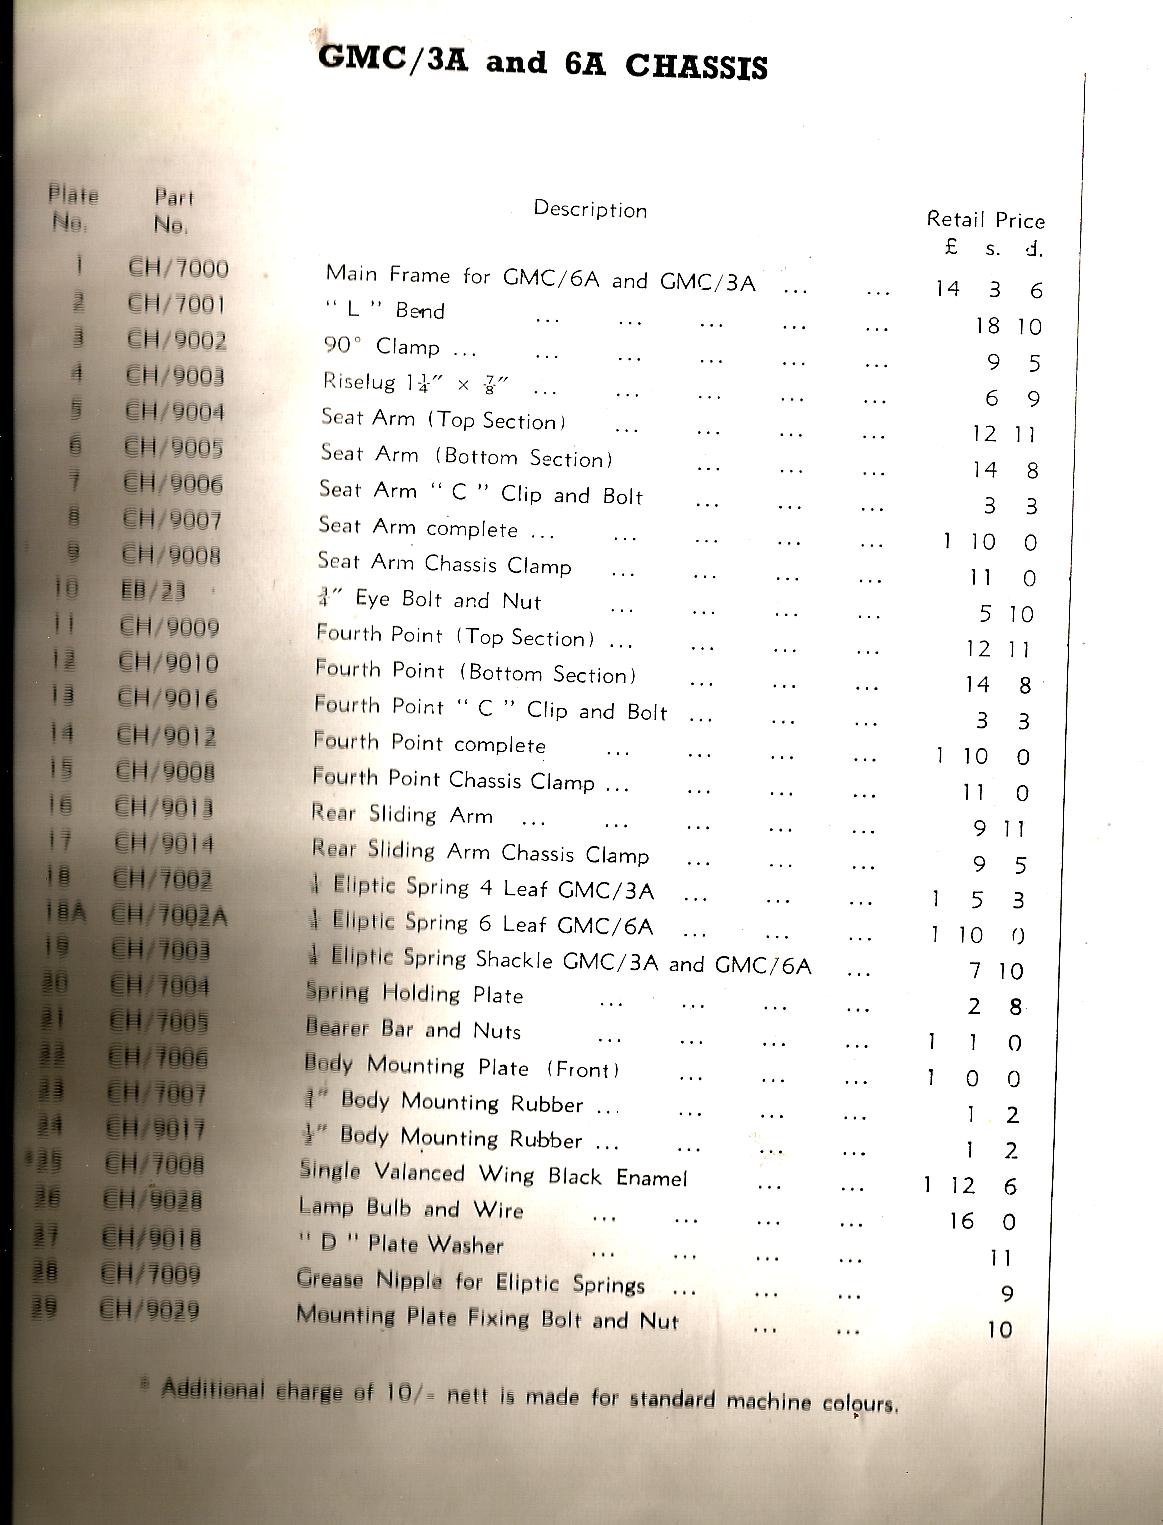 GMC/3A and 6A CHASSIS
Plate No. Part No. Description Retail Price
£ s. d.
1 CH/7000 Main Frame for GMC/6A and GMC/3A ... ... 14 3 6
2 CH/7001 “ L ” Bend ... ... ... ... ... 18 10
3 CH/9002 90° Clamp ... ... ... ... ... ... 9 5
4 CH/9003 Riselug 1¼″ × ⅞″ ... ... ... ... ... 6 9
5 CH/9004 Seat Arm (Top Section) ... ... ... ... 12 11
6 CH/9005 Seat Arm (Bottom Section) ... ... ... 14 8
7 CH/9006 Seat Arm “ C ” Clip and Bolt ... ... ... 3 3
8 CH/9007 Seat Arm complete ... ... ... ... ... 1 10 0
9 CH/9008 Seat Arm Chassis Clamp ... ... ... ... 11 0
10 EB/23 ¾″ Eye Bolt and Nut ... ... ... ... 5 10
11 CH/9009 Fourth Point (Top Section) ... ... ... ... 12 11
12 CH/9010 Fourth Point (Bottom Section) ... ... ... 14 8
13 CH/9016 Fourth Point “ C ” Clip and Bolt ... ... ... 3 3
14 CH/9012 Fourth Point complete ... ... ... ... 1 10 0
15 CH/9008 Fourth Point Chassis Clamp ... ... ... ... 11 0
16 CH/9013 Rear Sliding Arm ... ... ... ... ... 9 11
17 CH/9014 Rear Sliding Arm Chassis Clamp ... ... ... 9 5
18 CH/7002 Eliptic Spring 4 Leaf GMC/3A ... ... ... 1 5 3
18A CH/7002A Eliptic Spring 6 Leaf GMC/6A ... ... ... 1 10 0
19 CH/7003 Eliptic Spring Shackle GMC/3A and GMC/6A ... 7 10
20 CH/7004 Spring Holding Plate ... ... ... ... 2 8
21 CH/7005 Bearer Bar and Nuts ... ... ... ... 1 1 0
22 CH/7006 Body Mounting Plate (Front) ... ... ... 1 0 0
23 CH/7007 Body Mounting Rubber ... ... ... ... 1 2
24 CH/9017 Body Mounting Rubber ... ... ... ... 1 2
*25 CH/7008 Single Valanced Wing Black Enamel ... ... 1 12 6
26 CH/9028 Lamp Bulb and Wire ... ... ... ... 16 0
27 CH/9018 “ D ” Plate Washer ... ... ... ... 11
28 CH/7009 Grease Nipple for Eliptic Springs ... ... ... 9
29 CH/9029 Mounting Plate Fixing Bolt and Nut ... ... 10
* Additional charge of 10/- nett is made for standard machine colours.